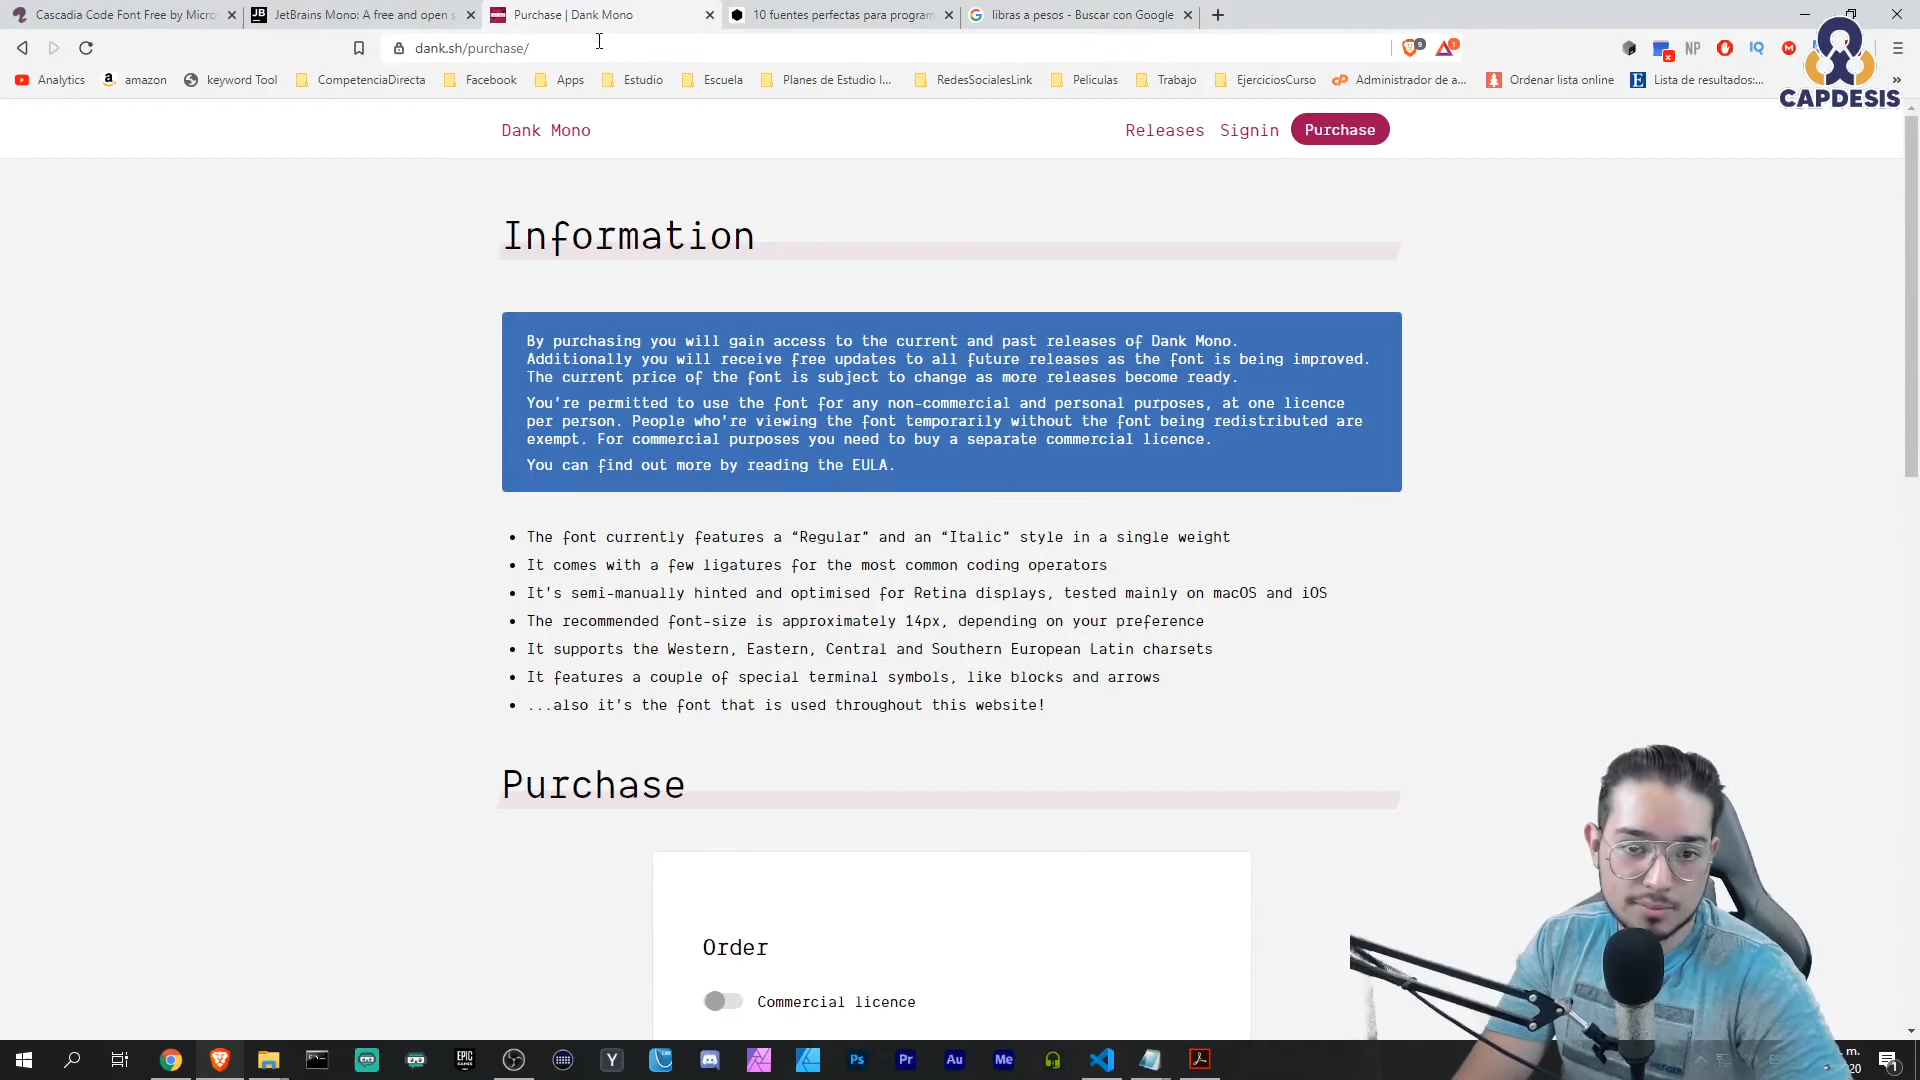 Cascadia Code Font Free by Micro
JetBrains Mono: A free and open s
Purchase | Dank Mono
10 fuentes perfectas para program
libras a pesos - Buscar con Google
dank.sh/purchase/
9
1
NP
IQ
Analytics
amazon
keyword Tool
CompetenciaDirecta
Facebook
Apps
Estudio
Escuela
Planes de Estudio I...
RedesSocialesLink
Peliculas
Trabajo
EjerciciosCurso
Administrador de a...
Ordenar lista online
Lista de resultados:...
CAPDESIS
Dank Mono
Releases
Signin
Purchase
Information
By purchasing you will gain access to the current and past releases of Dank Mono.
Additionally you will receive free updates to all future releases as the font is being improved.
The current price of the font is subject to change as more releases become ready.
You're permitted to use the font for any non-commercial and personal purposes, at one licence
per person. People who're viewing the font temporarily without the font being redistributed are
exempt. For commercial purposes you need to buy a separate commercial licence.
You can find out more by reading the EULA.
The font currently features a “Regular” and an “Italic” style in a single weight
It comes with a few ligatures for the most common coding operators
It's semi-manually hinted and optimised for Retina displays, tested mainly on macOS and iOS
The recommended font-size is approximately 14px, depending on your preference
It supports the Western, Eastern, Central and Southern European Latin charsets
It features a couple of special terminal symbols, like blocks and arrows
...also it's the font that is used throughout this website!
Purchase
Order
Commercial licence
EPIC
GAMES
Y
Ps
Pr
Au
Me
1